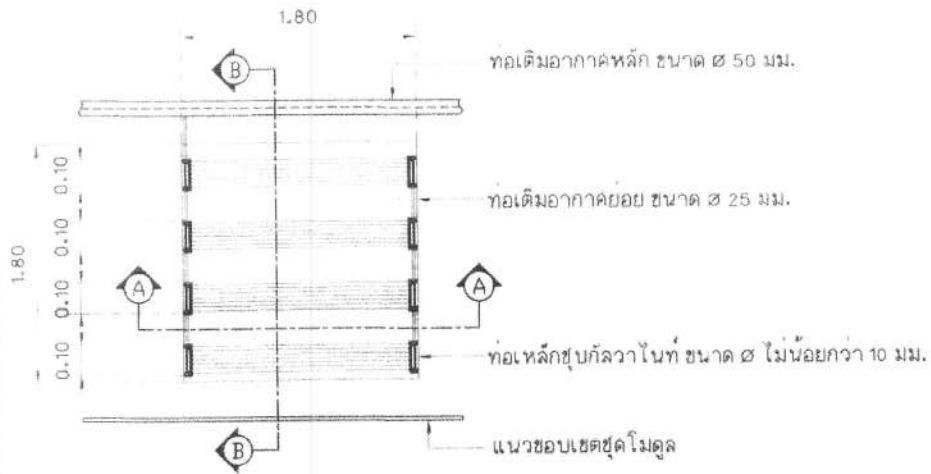 1.80
B
ท่อเติมอากาศหลัก ขนาด Ø 50 มม.
0.10
ท่อเติมอากาศย่อย ขนาด Ø 25 มม.
0.10
1.80
A
A
0.10
0.10
ท่อเหล็กชุบกัลวาไนท์ ขนาด Ø ไม่น้อยกว่า 10 มม.
B
แนวขอบเขตชุดโมดูล